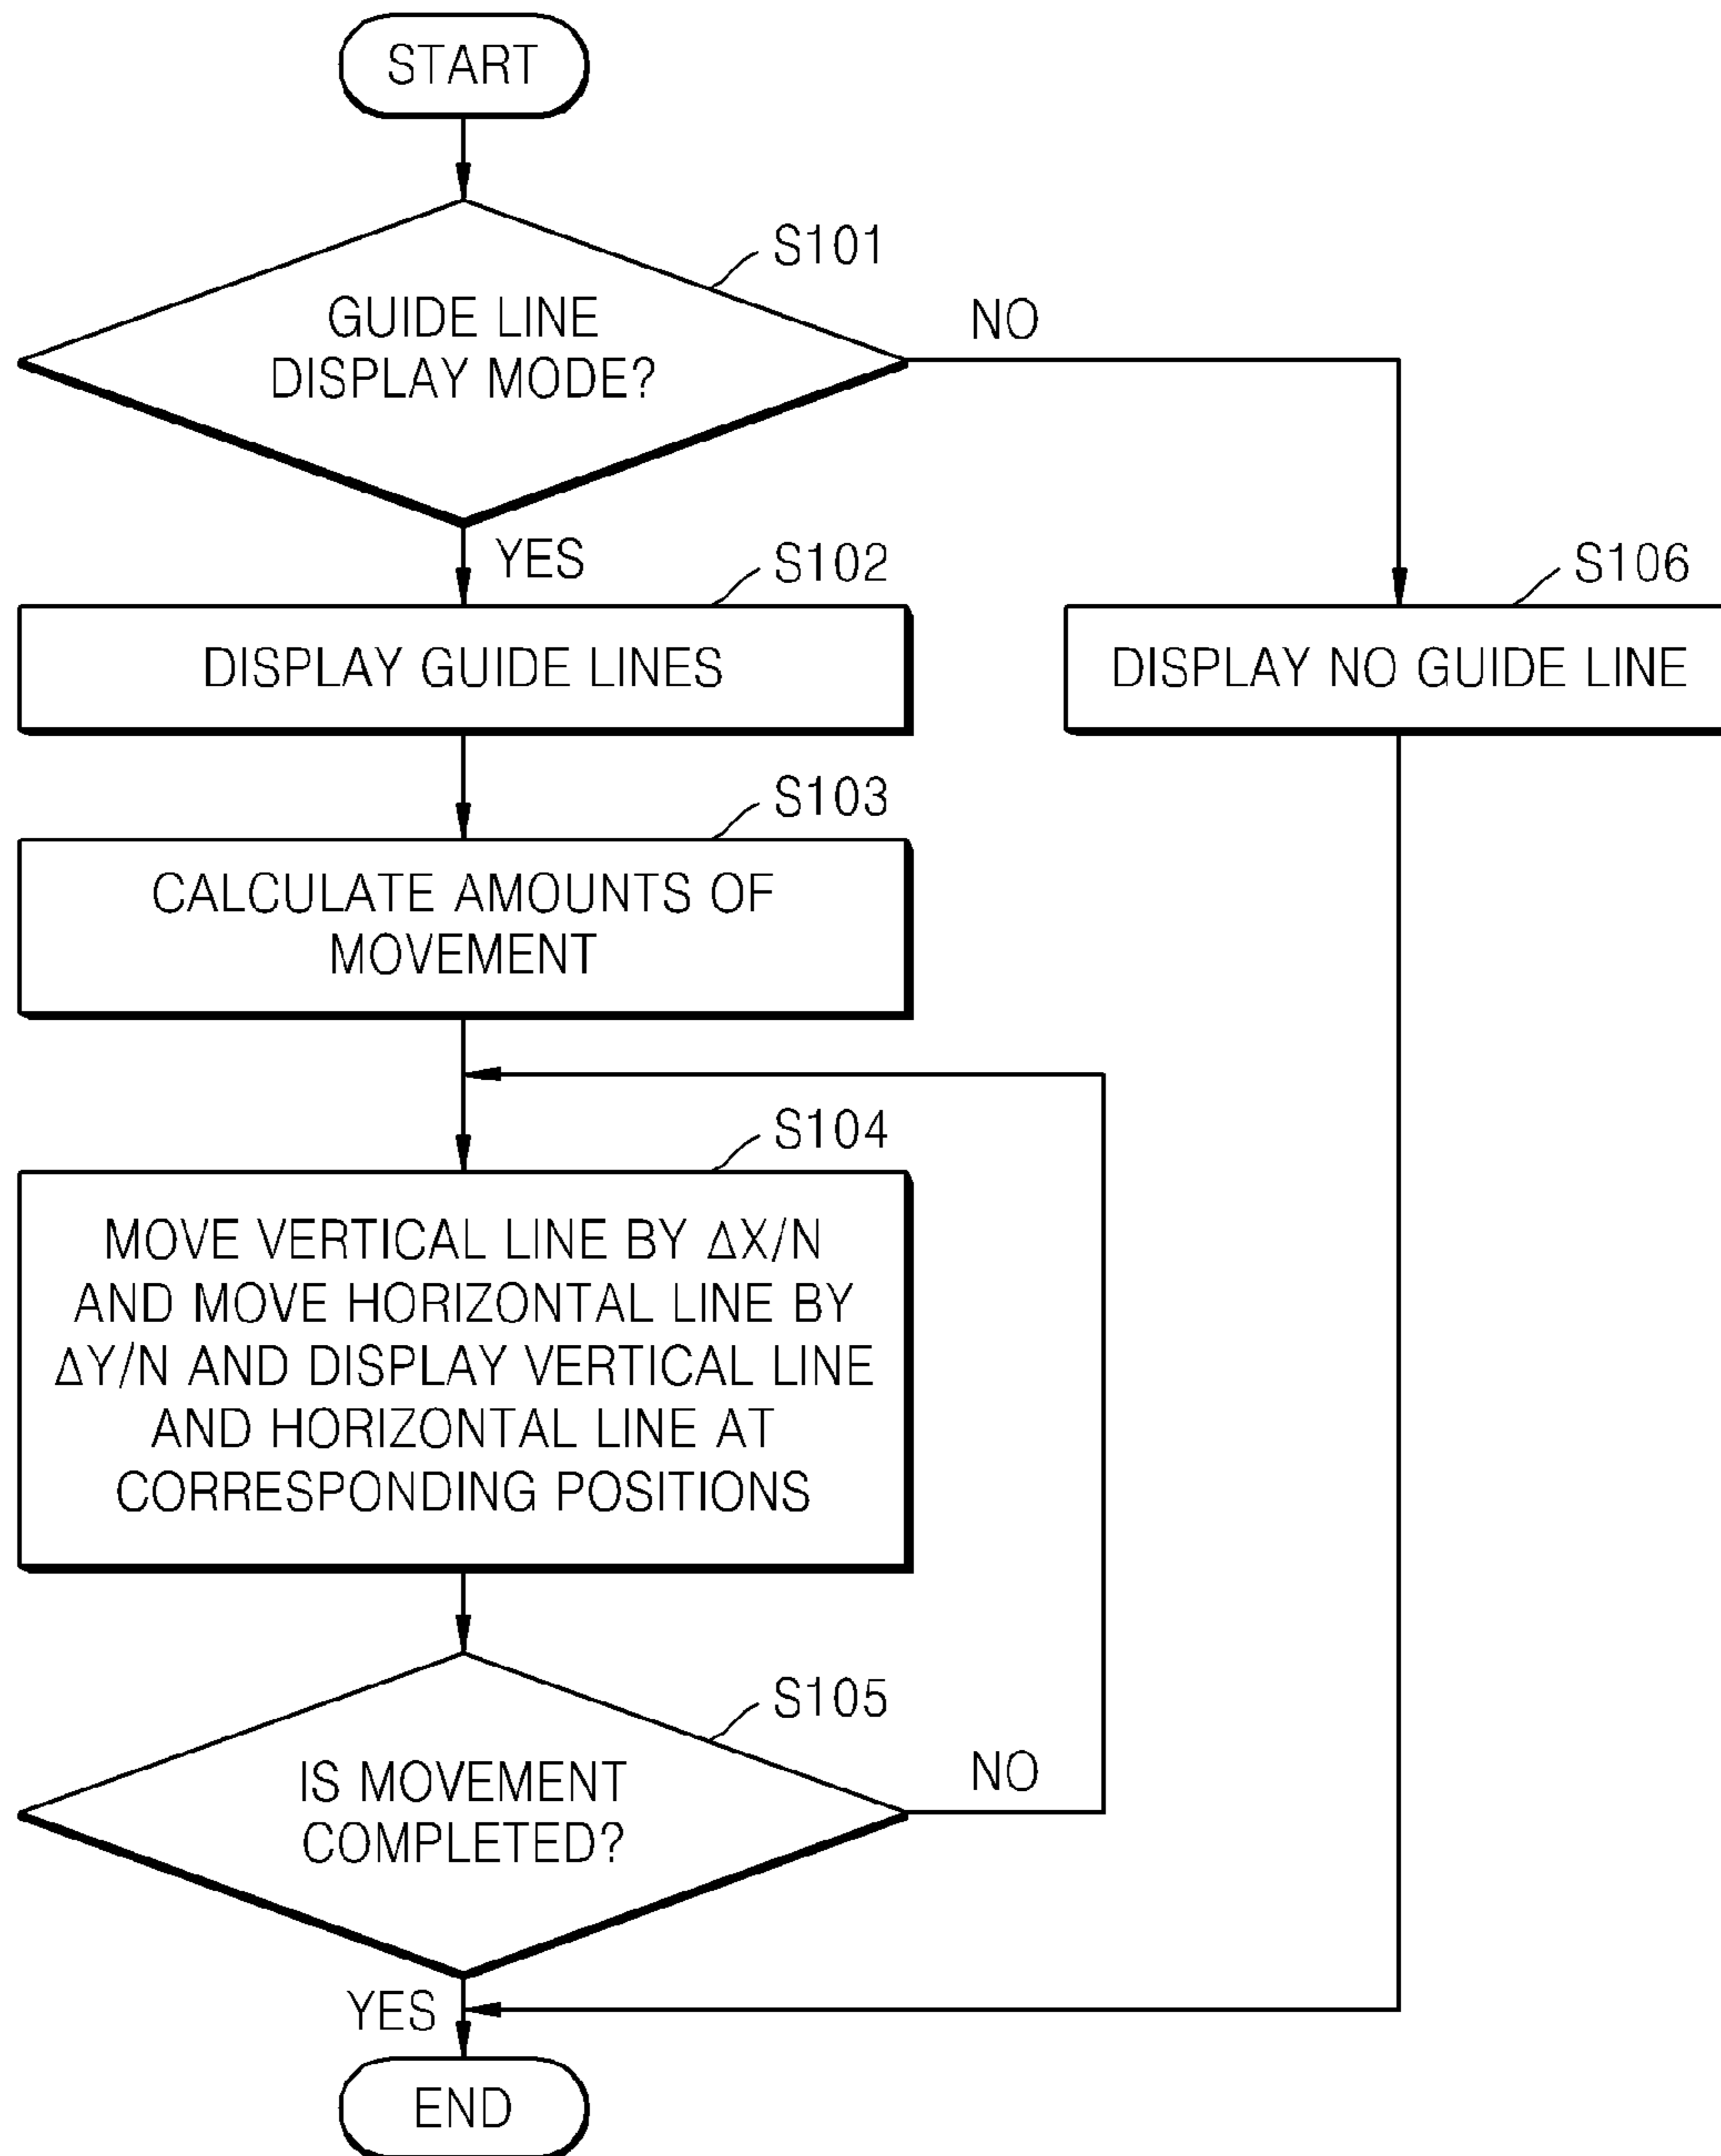 START
S101
GUIDE LINE
DISPLAY MODE?
NO
YES
S102
DISPLAY GUIDE LINES
S106
DISPLAY NO GUIDE LINE
S103
CALCULATE AMOUNTS OF
MOVEMENT
S104
MOVE VERTICAL LINE BY ΔX/N
AND MOVE HORIZONTAL LINE BY
ΔY/N AND DISPLAY VERTICAL LINE
AND HORIZONTAL LINE AT
CORRESPONDING POSITIONS
S105
IS MOVEMENT
COMPLETED?
NO
YES
END